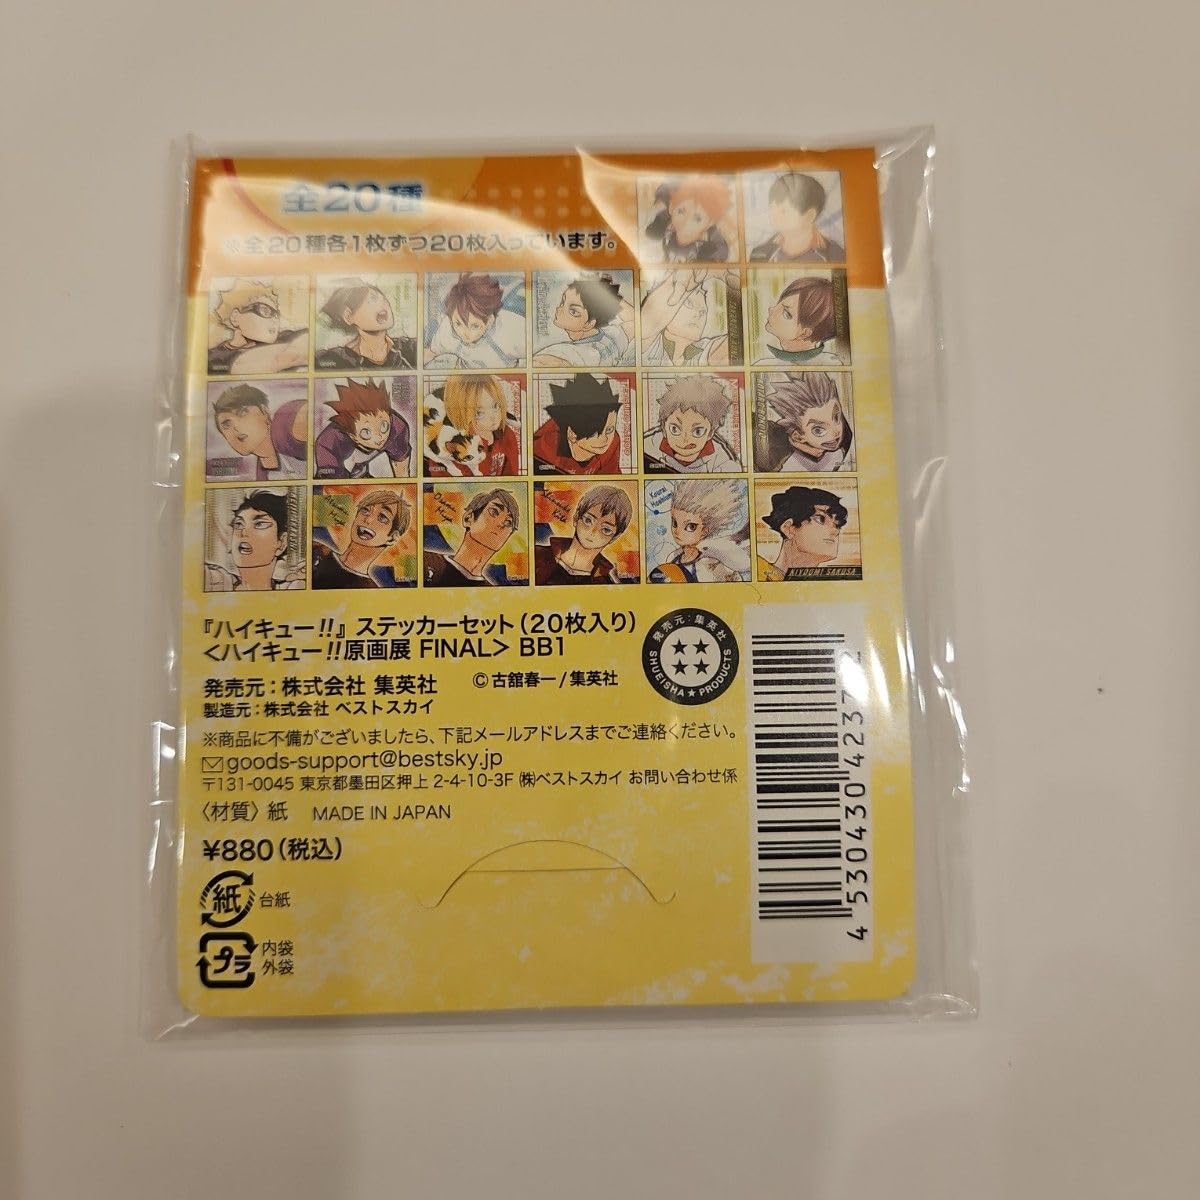 全20種
※全20種各1枚ずつ20枚入っています。
KIYOOMI SAKUSA
『ハイキュー!!』ステッカーセット(20枚入り)
<ハイキュー!!原画展 FINAL> BB1
発売元:株式会社 集英社
©古舘春一/集英社
製造元:株式会社 ベストスカイ
発売元:集英社
SHUEISHA★PRODUCTS
※商品に不備がございましたら、下記メールアドレスまでご連絡ください。
goods-support@bestsky.jp
〒131-0045 東京都墨田区押上 2-4-10-3F ㈱ベストスカイ お問い合わせ係
〈材質〉紙 MADE IN JAPAN
¥880(税込)
紙 台紙
プラ 内袋
外袋